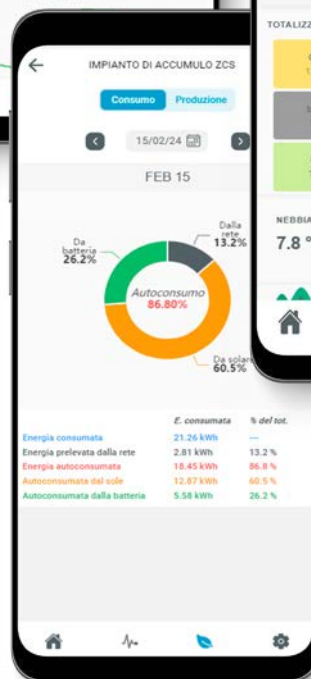 IMPIANTO DI ACCUMULO ZCS
Consumo Produzione
15/02/24
FEB 15
Da batteria
26.2%
Dalla rete
13.2%
Autoconsumo
86.80%
Da solare
60.5%
E. consumata % del tot.
Energia consumata 21.26 kWh —
Energia prelevata dalla rete 2.81 kWh 13.2 %
Energia autoconsumata 18.45 kWh 86.8 %
Autoconsumata dal sole 12.87 kWh 60.5 %
Autoconsumata dalla batteria 5.58 kWh 26.2 %
TOTALIZZ
NEBBIA
7.8 °